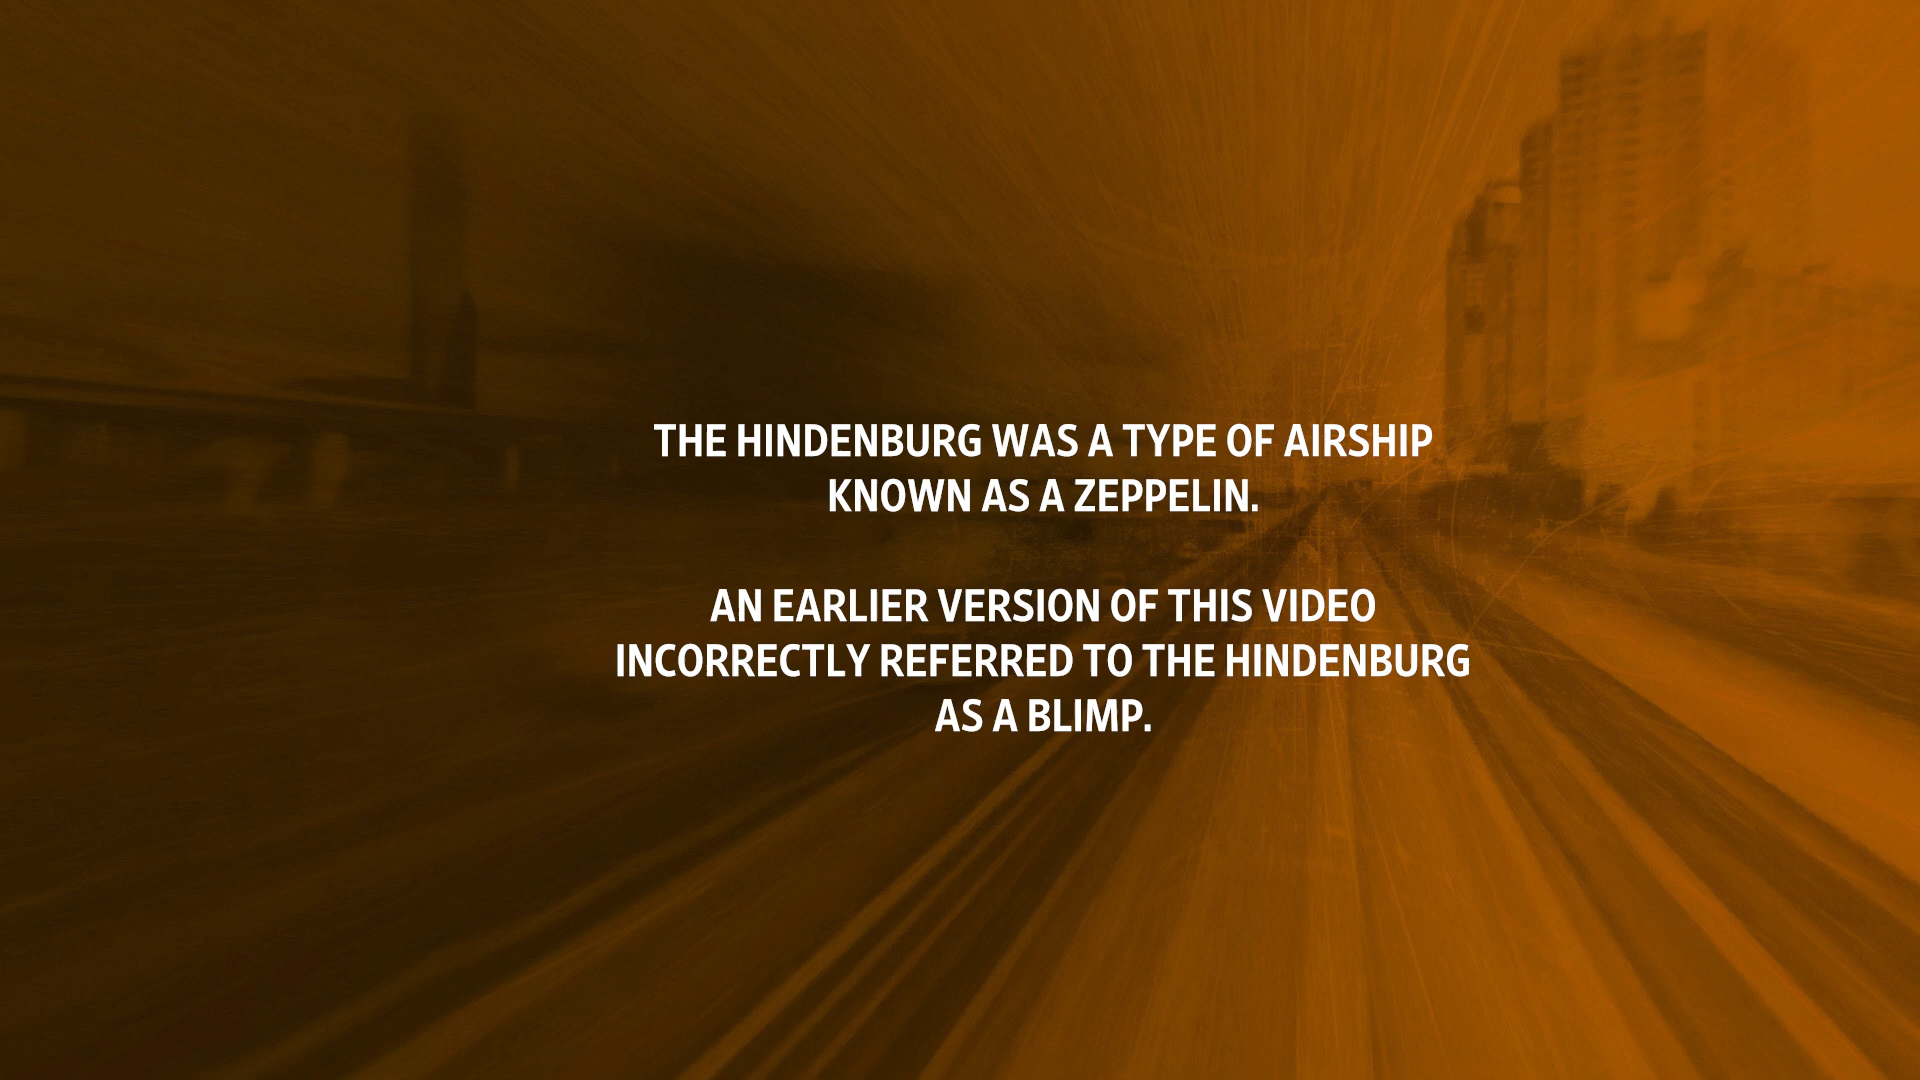 THE HINDENBURG WAS A TYPE OF AIRSHIP
KNOWN AS A ZEPPELIN.
AN EARLIER VERSION OF THIS VIDEO
INCORRECTLY REFERRED TO THE HINDENBURG
AS A BLIMP.